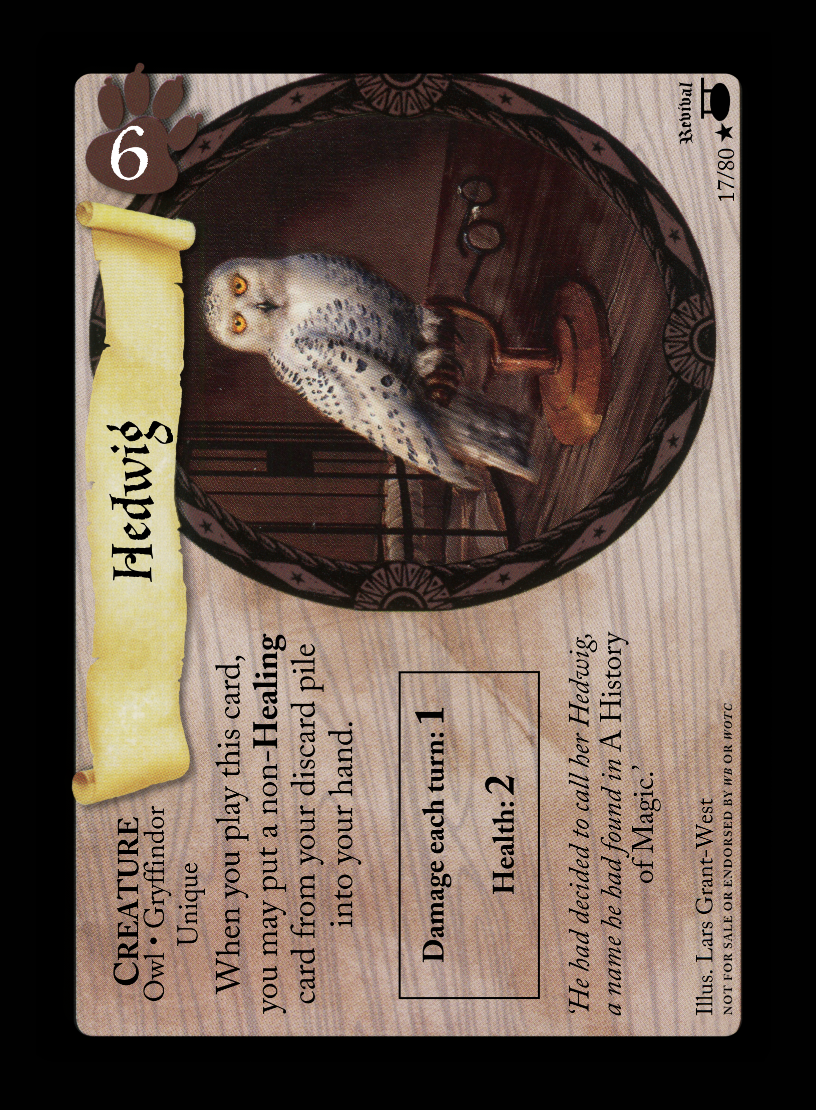 Hedwig
6
CREATURE
Owl • Gryffindor
Unique
When you play this card,
you may put a non-Healing
card from your discard pile
into your hand.
Damage each turn: 1
Health: 2
‘He had decided to call her Hedwig,
a name he had found in A History
of Magic.’
Illus. Lars Grant-West
NOT FOR SALE OR ENDORSED BY WB OR WOTC
Revival
17/80 ★